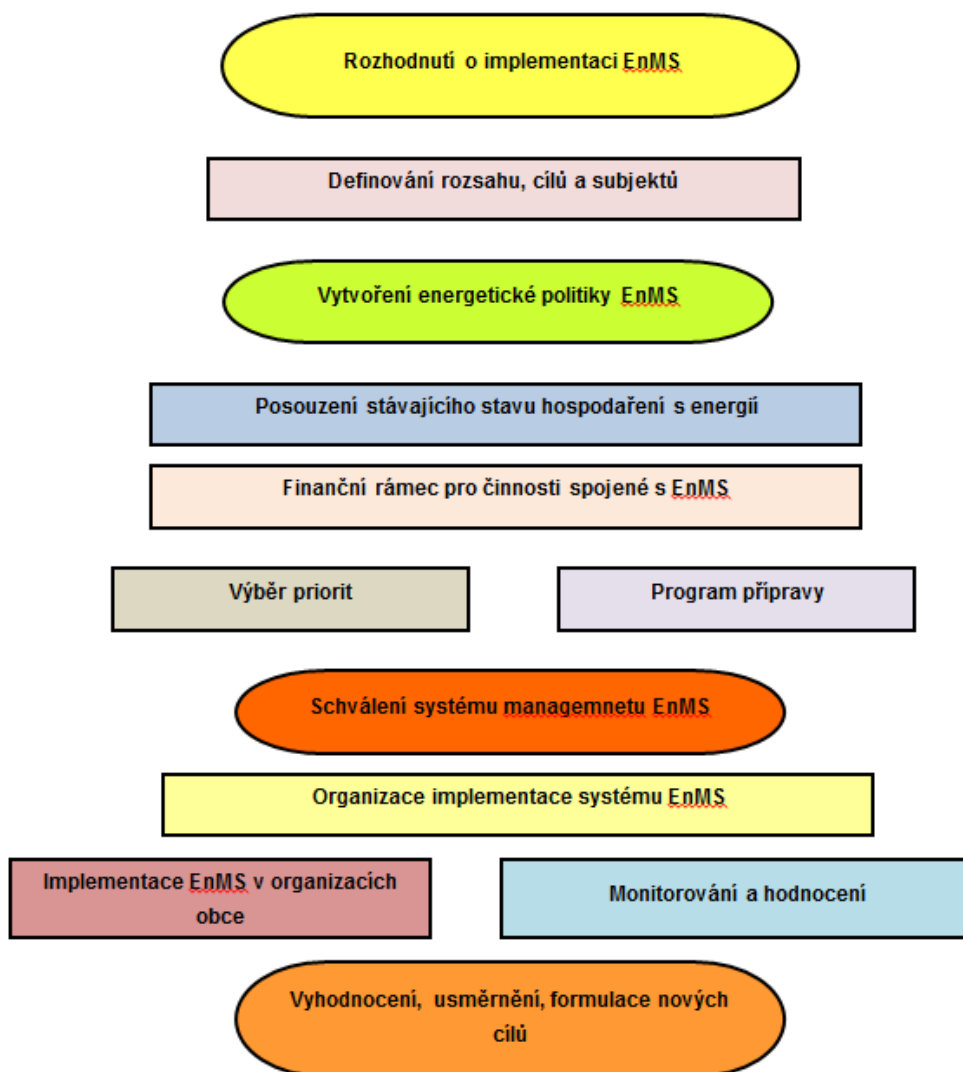 Rozhodnutí o implementaci EnMS
Definování rozsahu, cílů a subjektů
Vytvoření energetické politiky EnMS
Posouzení stávajícího stavu hospodaření s energií
Finanční rámec pro činnosti spojené s EnMS
Výběr priorit
Program přípravy
Schválení systému managemnetu EnMS
Organizace implementace systému EnMS
Implementace EnMS v organizacích
obce
Monitorování a hodnocení
Vyhodnocení, usměrnění, formulace nových
cílů